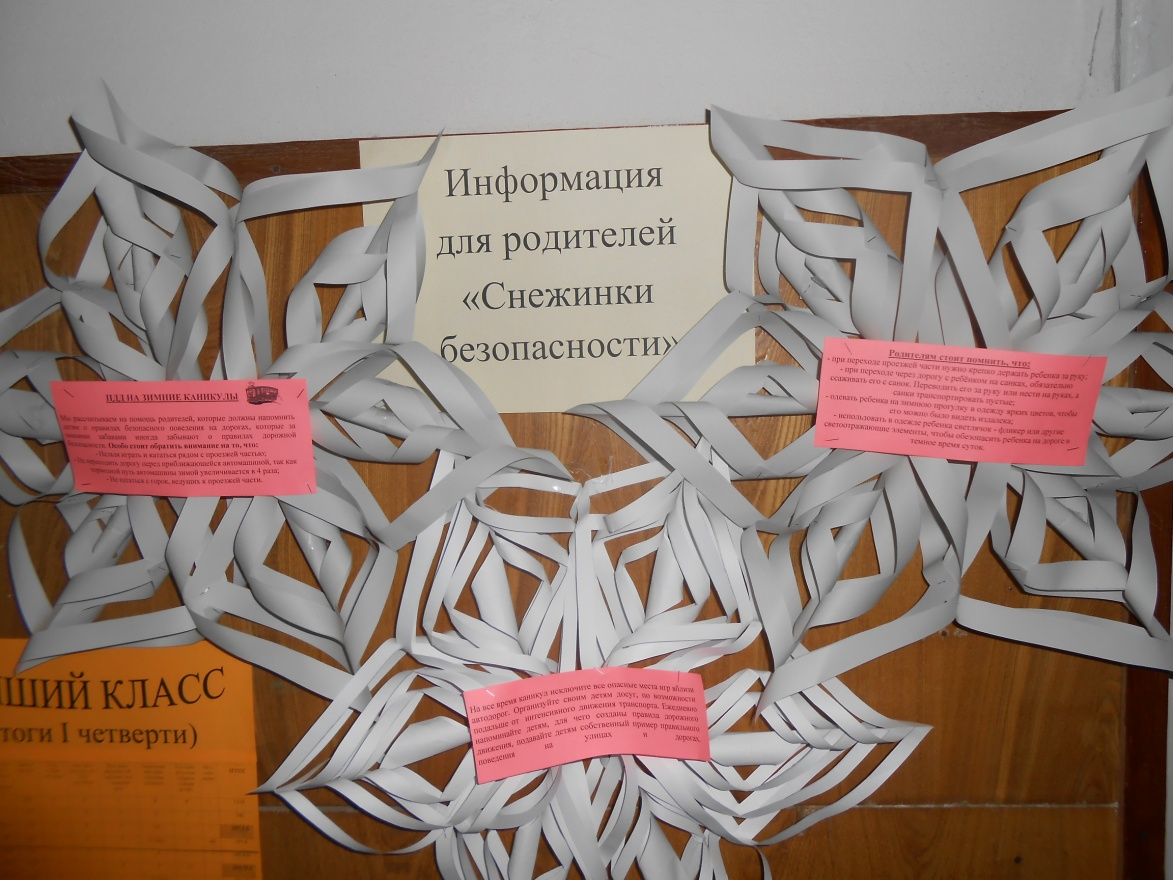 Информация
для родителей
«Снежинки
безопасности»
ПДД НА ЗИМНИЕ КАНИКУЛЫ
Мы рассчитываем на помощь родителей, которые должны напомнить
детям о правилах безопасного поведения на дорогах, которые за
зимними забавами иногда забывают о правилах дорожной
безопасности. Особо стоит обратить внимание на то, что:
- Нельзя играть и кататься рядом с проезжей частью;
- Не переходить дорогу перед приближающейся автомашиной, так как
тормозной путь автомашины зимой увеличивается в 4 раза;
- Не кататься с горок, ведущих к проезжей части.
Родителям стоит помнить, что:
- при переходе проезжей части нужно крепко держать ребенка за руку;
- при переходе через дорогу с ребёнком на санках, обязательно
ссаживать его с санок. Переводить его за руку или нести на руках, а
санки транспортировать пустые;
- одевать ребенка на зимнюю прогулку в одежду ярких цветов, чтобы
его можно было видеть издалека;
- использовать в одежде ребенка светлячок - фликер или другие
светоотражающие элементы, чтобы обезопасить ребенка на дороге в
темное время суток.
На все время каникул исключите все опасные места игр вблизи
автодорог. Организуйте своим детям досуг, по возможности
подальше от интенсивного движения транспорта. Ежедневно
напоминайте детям, для чего созданы правила дорожного
движения, подавайте детям собственный пример правильного
поведения на улицах и дорогах.
ШИЙ КЛАСС
тоги I четверти)